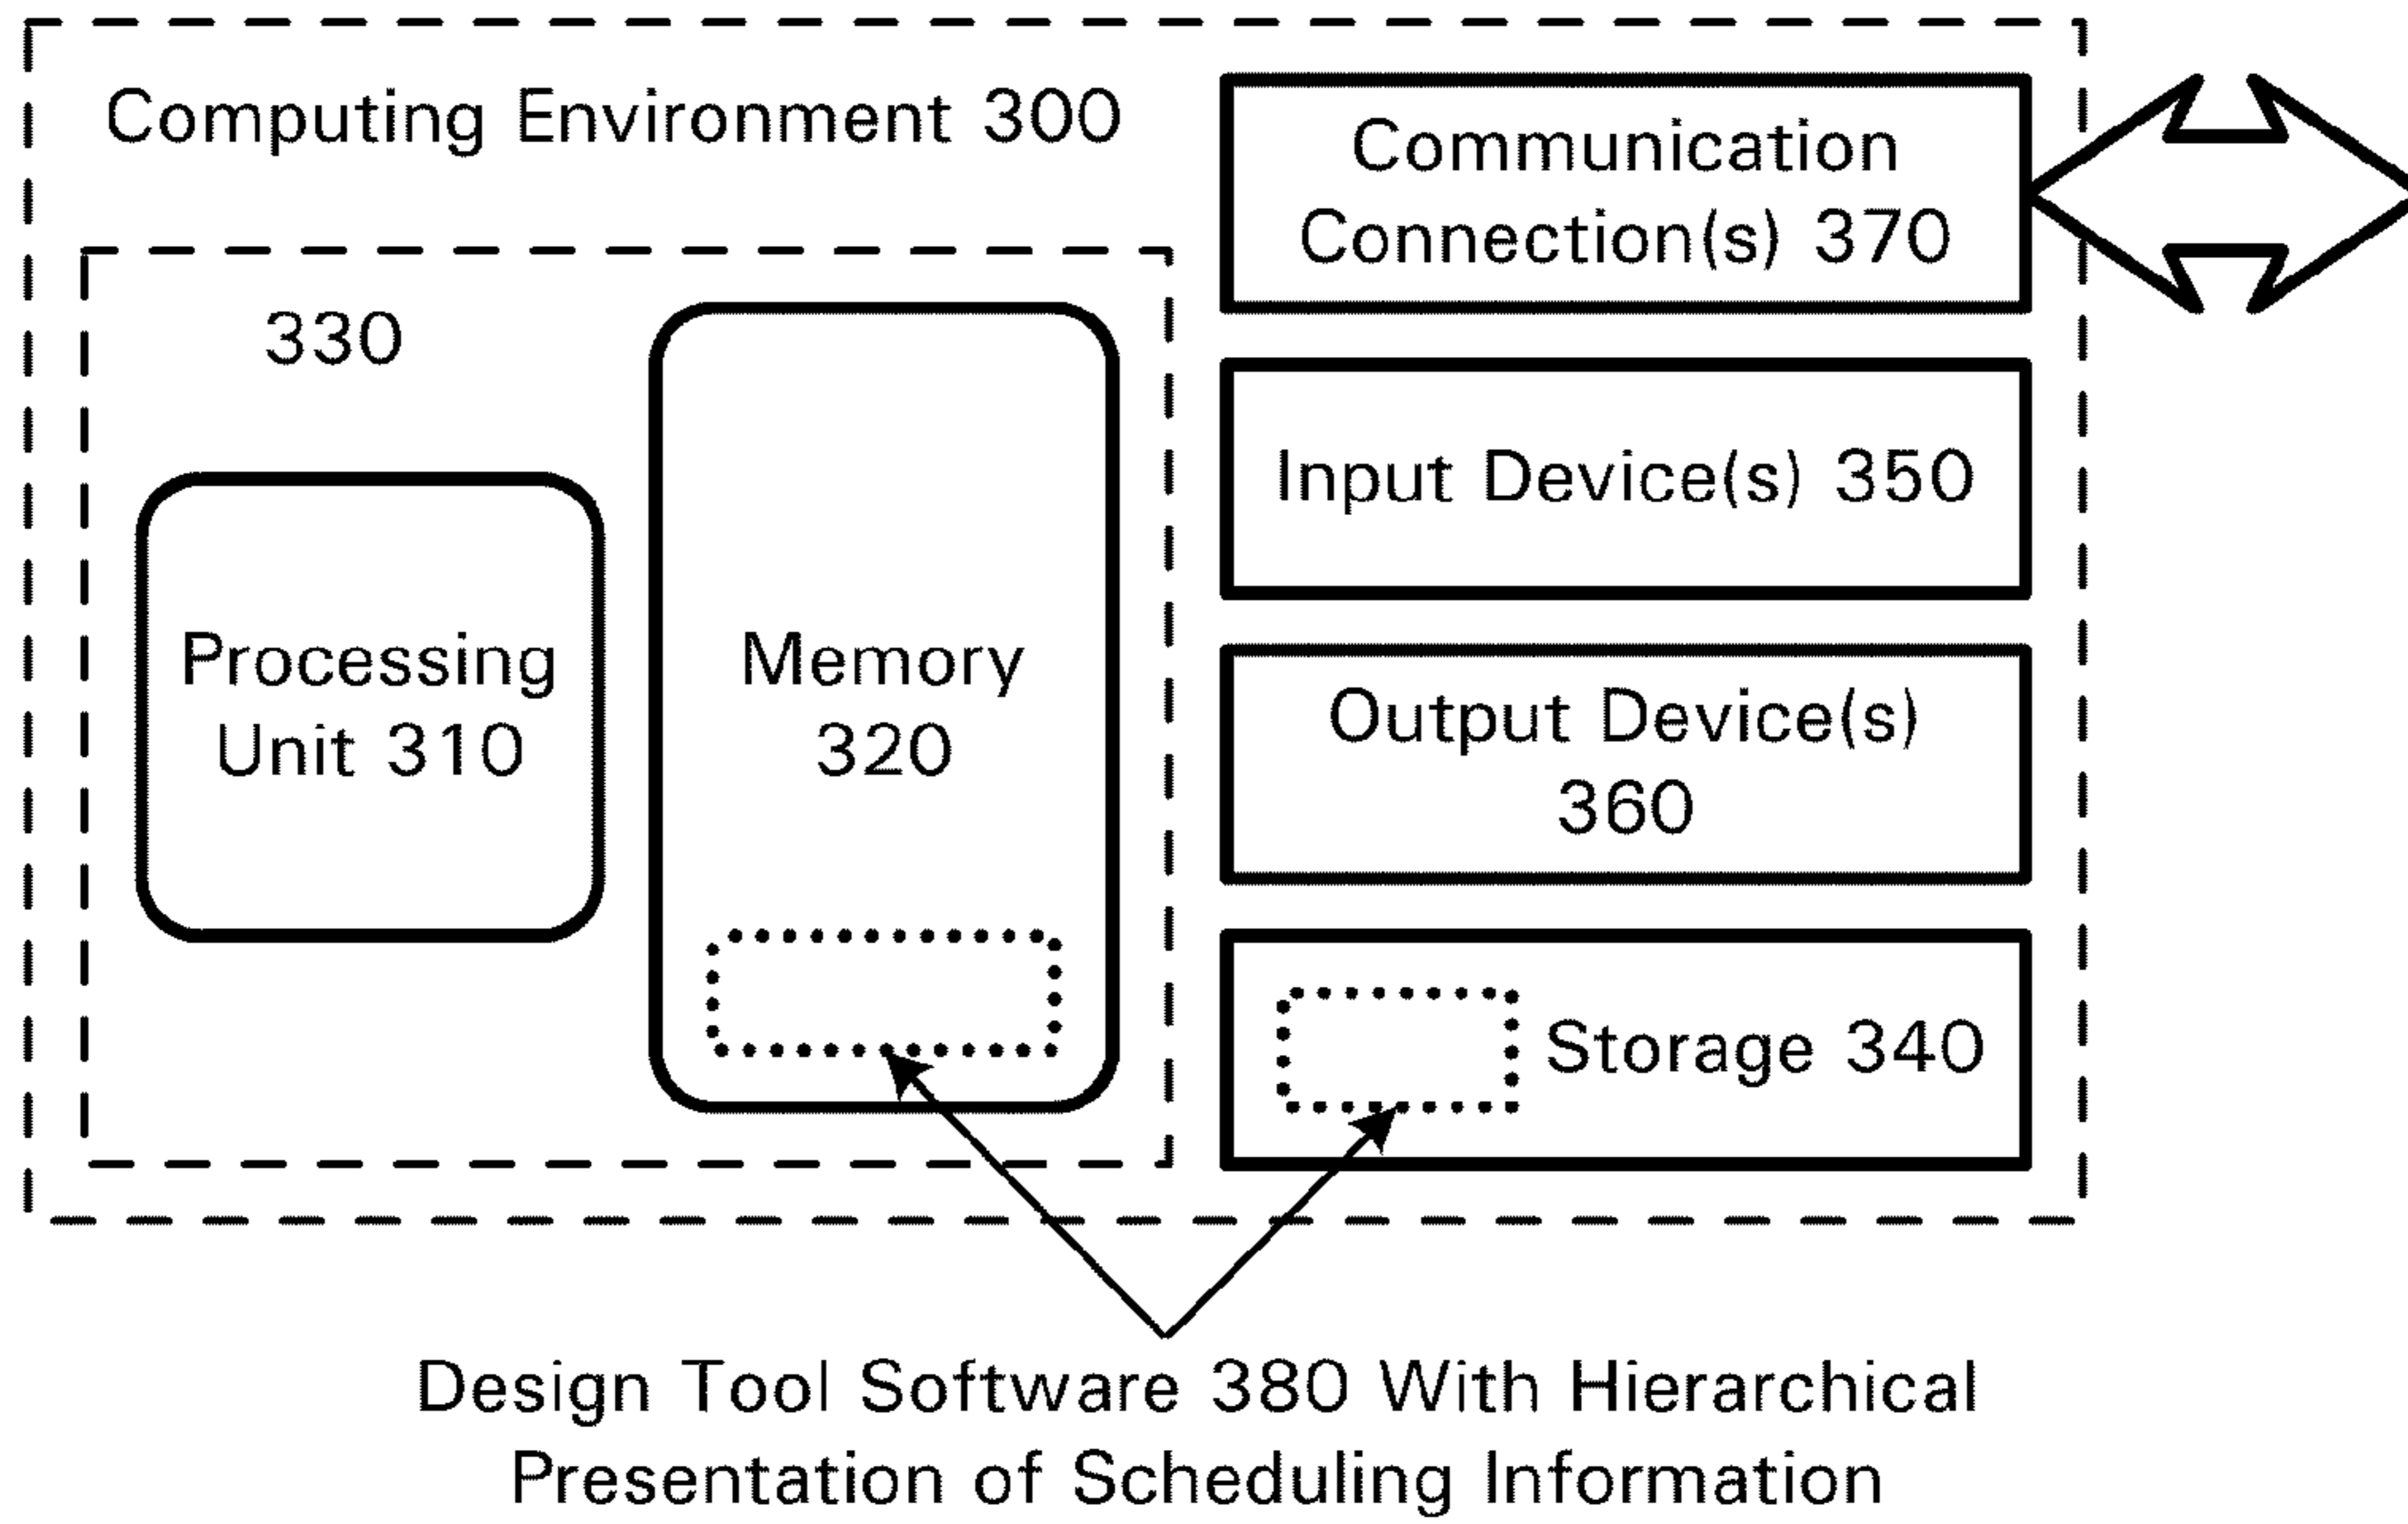 Computing Environment 300
330
Processing
Unit 310
Memory
320
Communication
Connection(s) 370
Input Device(s) 350
Output Device(s)
360
Storage 340
Design Tool Software 380 With Hierarchical
Presentation of Scheduling Information